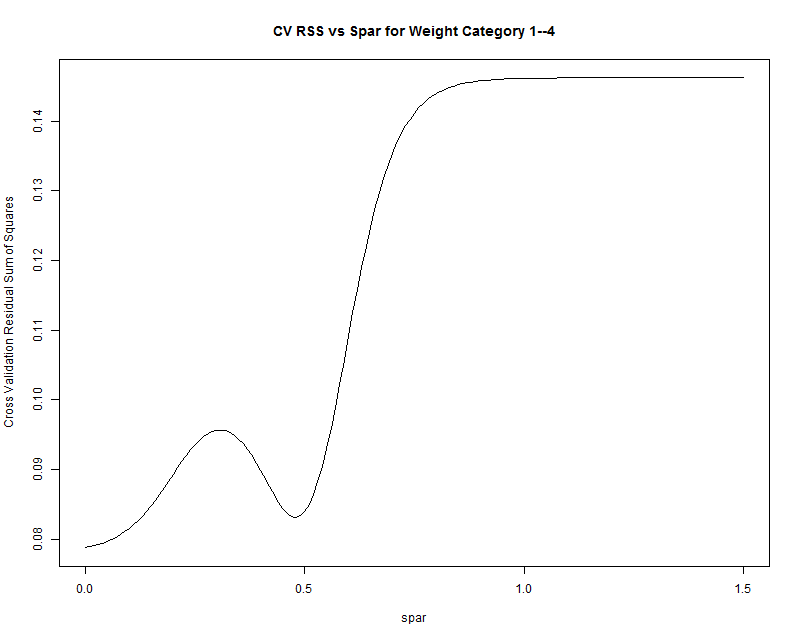 CV RSS vs Spar for Weight Category 1--4
Cross Validation Residual Sum of Squares
0.14
0.13
0.12
0.11
0.10
0.09
0.08
0.0 0.5 1.0 1.5
spar